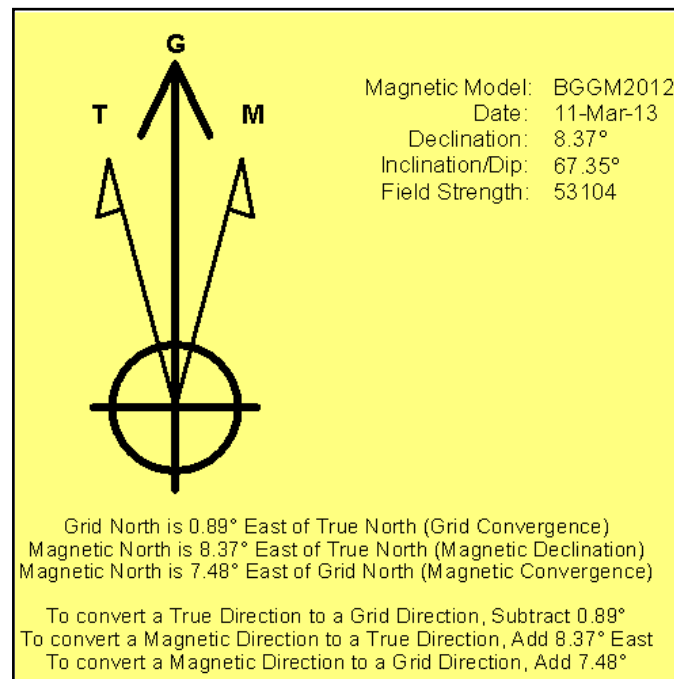 G
T
M
Magnetic Model: BGGM2012
Date: 11-Mar-13
Declination: 8.37°
Inclination/Dip: 67.35°
Field Strength: 53104
Grid North is 0.89° East of True North (Grid Convergence)
Magnetic North is 8.37° East of True North (Magnetic Declination)
Magnetic North is 7.48° East of Grid North (Magnetic Convergence)
To convert a True Direction to a Grid Direction, Subtract 0.89°
To convert a Magnetic Direction to a True Direction, Add 8.37° East
To convert a Magnetic Direction to a Grid Direction, Add 7.48°